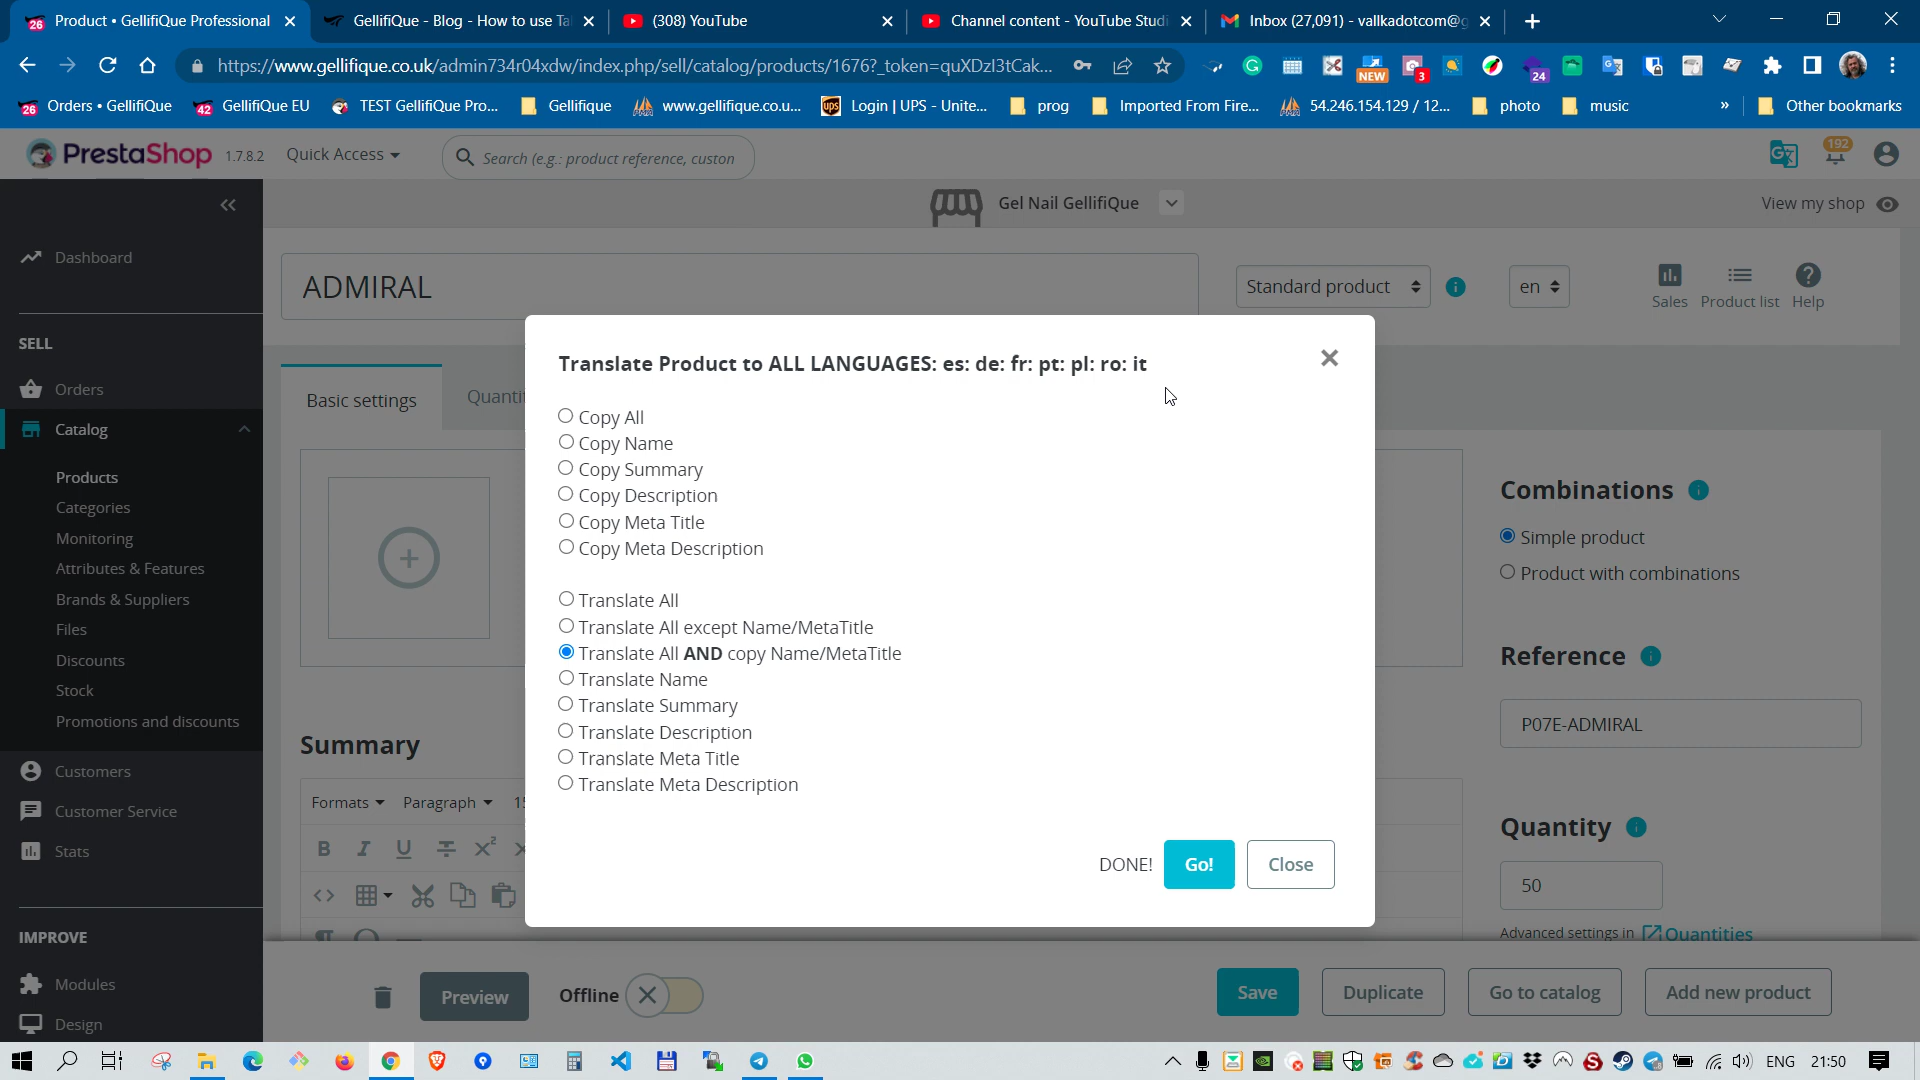 Product • GellifiQue Professional
GellifiQue - Blog - How to use Ta
(308) YouTube
Channel content - YouTube Studi
Inbox (27,091) - vallkadotcom@g
https://www.gellifique.co.uk/admin734r04xdw/index.php/sell/catalog/products/1676?_token=quXDzI3tCak...
NEW
3
24
26 Orders • GellifiQue
42 GellifiQue EU
TEST GellifiQue Pro...
Gellifique
www.gellifique.co.u...
Login | UPS - Unite...
prog
Imported From Fire...
54.246.154.129 / 12...
photo
music
»
Other bookmarks
PrestaShop 1.7.8.2
Quick Access
Search (e.g.: product reference, custon
192
Gel Nail GellifiQue
View my shop
Dashboard
SELL
Orders
Catalog
Products
Categories
Monitoring
Attributes & Features
Brands & Suppliers
Files
Discounts
Stock
Promotions and discounts
Customers
Customer Service
Stats
IMPROVE
Modules
Design
ADMIRAL
Standard product
en
Sales
Product list
Help
Basic settings
Quanti
Translate Product to ALL LANGUAGES: es: de: fr: pt: pl: ro: it
Copy All
Copy Name
Copy Summary
Copy Description
Copy Meta Title
Copy Meta Description
Translate All
Translate All except Name/MetaTitle
Translate All AND copy Name/MetaTitle
Translate Name
Translate Summary
Translate Description
Translate Meta Title
Translate Meta Description
DONE!
Go!
Close
Summary
Formats
Paragraph
Combinations
Simple product
Product with combinations
Reference
P07E-ADMIRAL
Quantity
50
Advanced settings in Quantities
Preview
Offline
Save
Duplicate
Go to catalog
Add new product
ENG
21:50